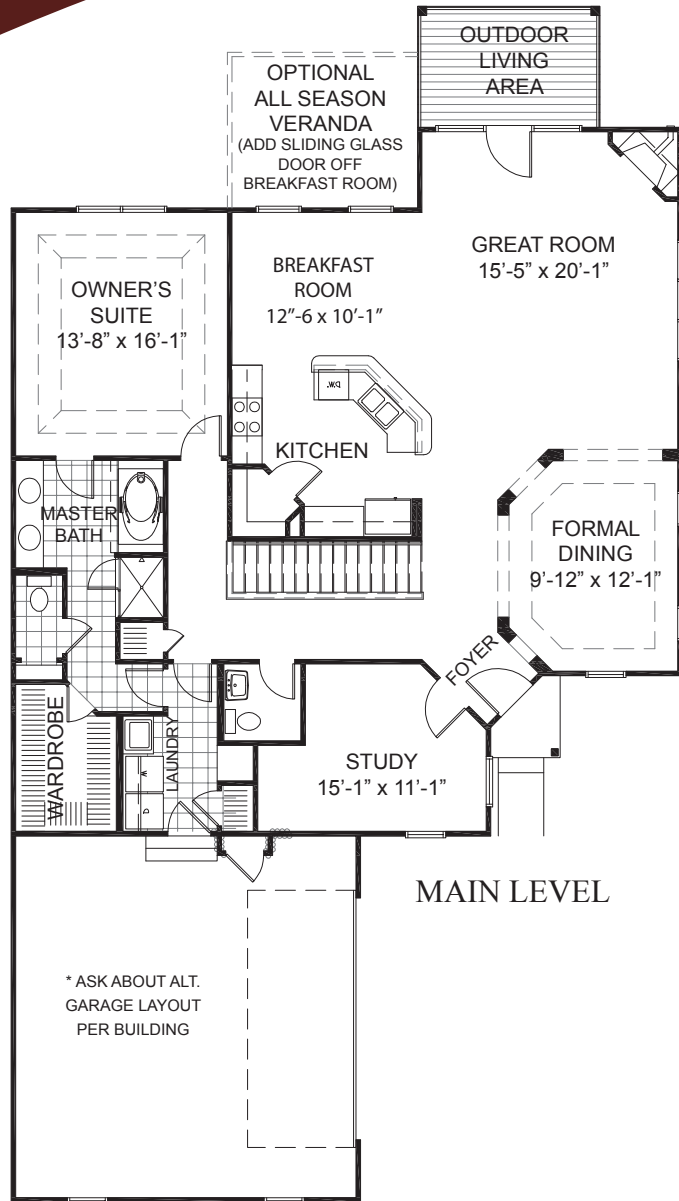 OUTDOOR
LIVING
AREA
OPTIONAL
ALL SEASON
VERANDA
(ADD SLIDING GLASS
DOOR OFF
BREAKFAST ROOM)
GREAT ROOM
15'-5" x 20'-1"
BREAKFAST
ROOM
12"-6 x 10'-1"
OWNER'S
SUITE
13'-8" x 16'-1"
D.W.
KITCHEN
MASTER
BATH
FORMAL
DINING
9'-12" x 12'-1"
FOYER
WARDROBE
LAUNDRY
W
D
STUDY
15'-1" x 11'-1"
MAIN LEVEL
* ASK ABOUT ALT.
GARAGE LAYOUT
PER BUILDING